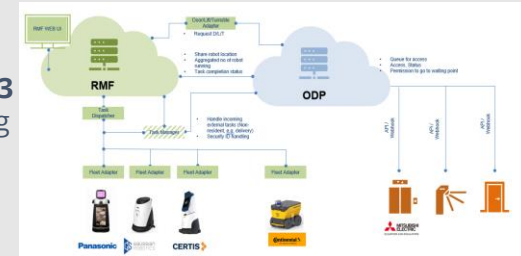 3
g
RMF WEB UI
Door/Lift/Turnstile
Adapter
• Request D/L/T
• Share robot location
• Aggregated no of robot
running
• Task completion status
RMF
ODP
• Queue for access
• Access, Status
• Permission to go to waiting point
Task
Dispatcher
Task Manager
• Handle incoming
external tasks (Non-
resident, e.g. delivery)
• Security ID handling
API /
Webhook
API /
Webhook
API /
Webhook
Fleet Adapter
Fleet Adapter
Fleet Adapter
Fleet Adapter
Panasonic
CERTIS
Continental
MITSUBISHI
ELECTRIC